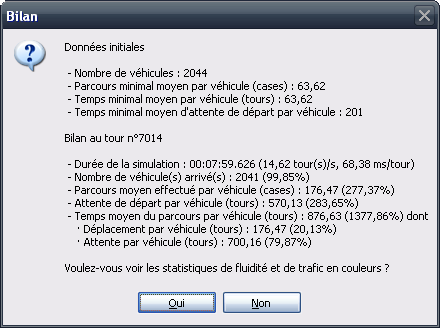 Bilan
Données initiales
- Nombre de véhicules : 2044
- Parcours minimal moyen par véhicule (cases) : 63,62
- Temps minimal moyen par véhicule (tours) : 63,62
- Temps minimal moyen d'attente de départ par véhicule : 201
Bilan au tour n°7014
- Durée de la simulation : 00:07:59.626 (14,62 tour(s)/s, 68,38 ms/tour)
- Nombre de véhicule(s) arrivé(s) : 2041 (99,85%)
- Parcours moyen effectué par véhicule (cases) : 176,47 (277,37%)
- Attente de départ par véhicule (tours) : 570,13 (283,65%)
- Temps moyen du parcours par véhicule (tours) : 876,63 (1377,86%) dont
· Déplacement par véhicule (tours) : 176,47 (20,13%)
· Attente par véhicule (tours) : 700,16 (79,87%)
Voulez-vous voir les statistiques de fluidité et de trafic en couleurs ?
Oui
Non